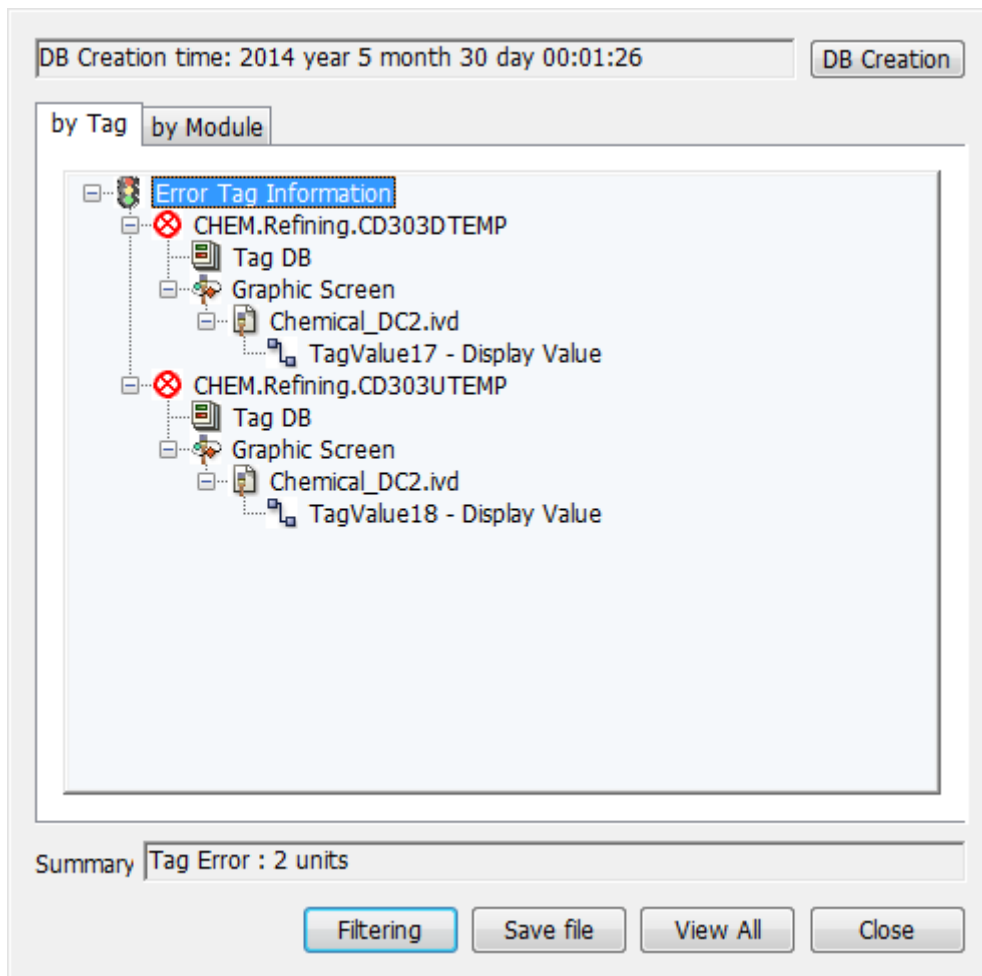 DB Creation time: 2014 year 5 month 30 day 00:01:26
DB Creation
by Tag
by Module
Error Tag Information
CHEM.Refining.CD303DTEMP
Tag DB
Graphic Screen
Chemical_DC2.ivd
TagValue17 - Display Value
CHEM.Refining.CD303UTEMP
Tag DB
Graphic Screen
Chemical_DC2.ivd
TagValue18 - Display Value
Summary
Tag Error : 2 units
Filtering
Save file
View All
Close